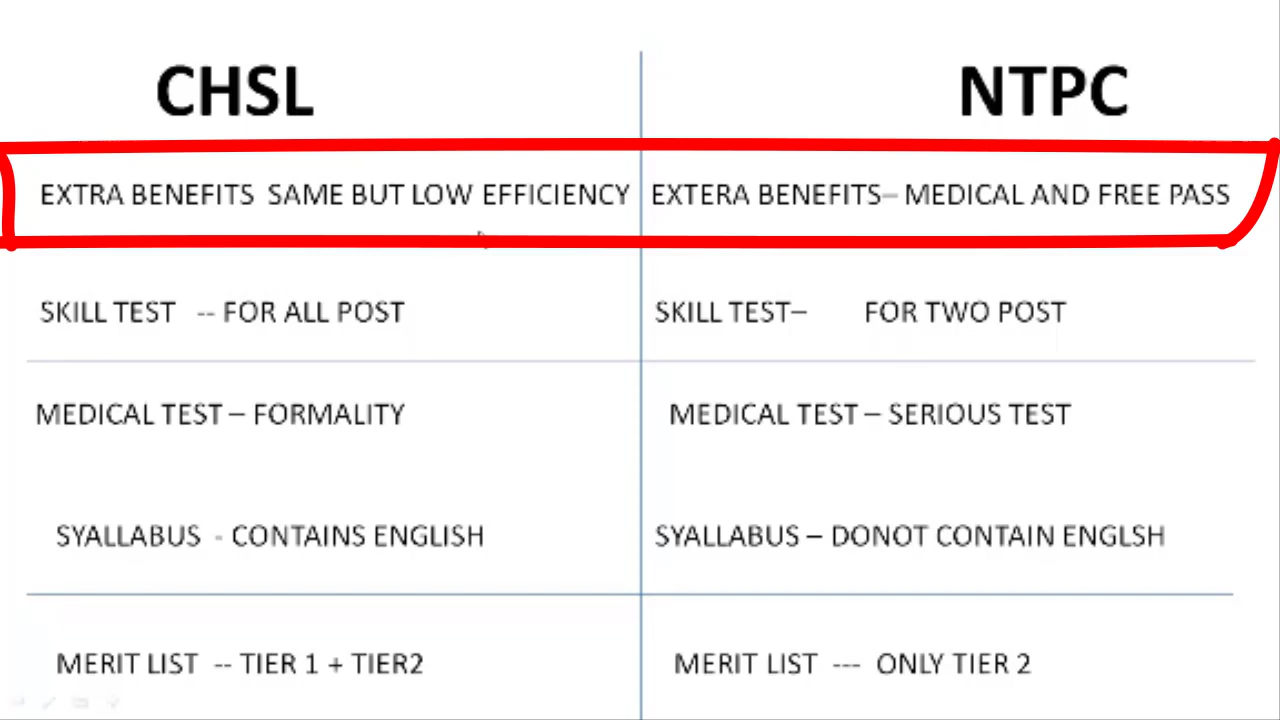 CHSL
NTPC
EXTRA BENEFITS SAME BUT LOW EFFICIENCY
EXTERA BENEFITS– MEDICAL AND FREE PASS
SKILL TEST -- FOR ALL POST
SKILL TEST– FOR TWO POST
MEDICAL TEST – FORMALITY
MEDICAL TEST – SERIOUS TEST
SYALLABUS - CONTAINS ENGLISH
SYALLABUS – DONOT CONTAIN ENGLSH
MERIT LIST -- TIER 1 + TIER2
MERIT LIST --- ONLY TIER 2